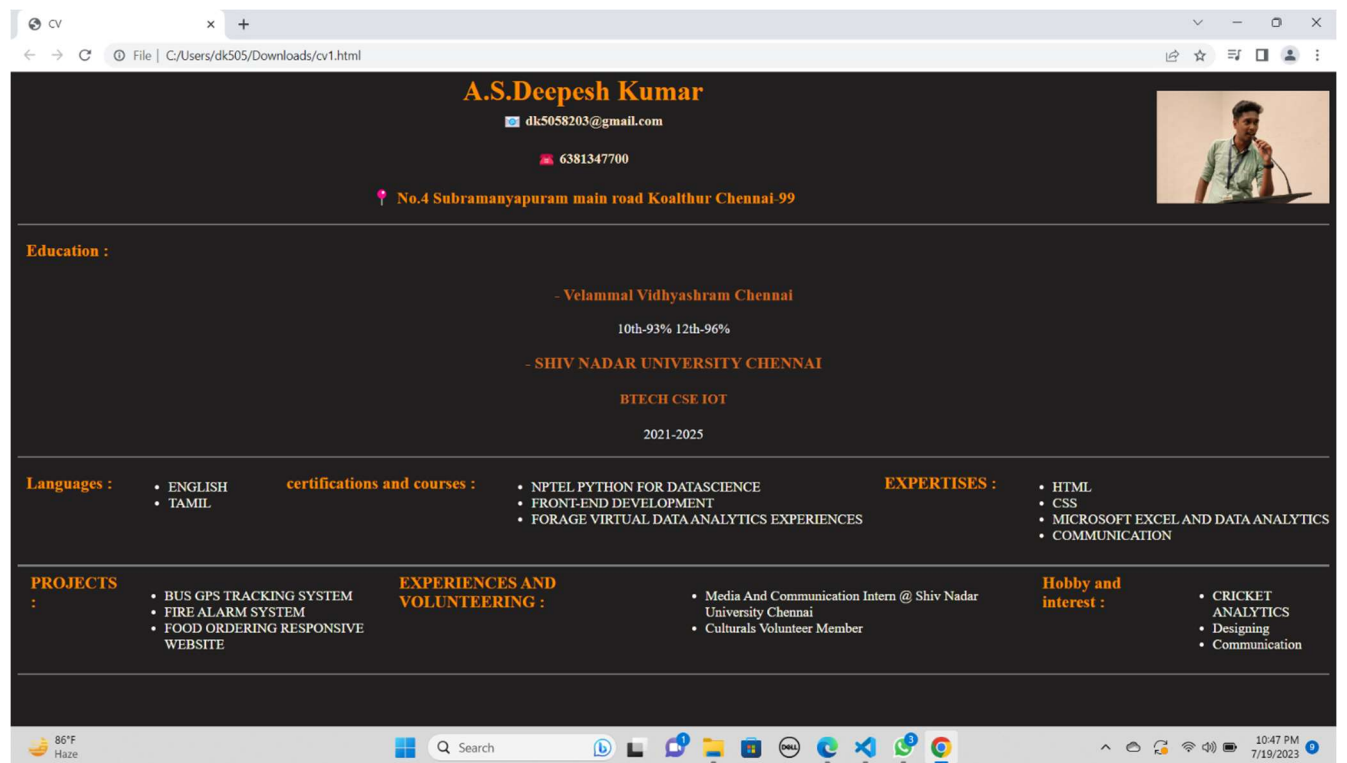 CV
File | C:/Users/dk505/Downloads/cv1.html
A.S.Deepesh Kumar
dk5058203@gmail.com
6381347700
No.4 Subramanyapuram main road Koalthur Chennai-99
Education :
- Velammal Vidhyashram Chennai
10th-93% 12th-96%
- SHIV NADAR UNIVERSITY CHENNAI
BTECH CSE IOT
2021-2025
Languages :
• ENGLISH
• TAMIL
certifications and courses :
• NPTEL PYTHON FOR DATASCIENCE
• FRONT-END DEVELOPMENT
• FORAGE VIRTUAL DATA ANALYTICS EXPERIENCES
EXPERTISES :
• HTML
• CSS
• MICROSOFT EXCEL AND DATA ANALYTICS
• COMMUNICATION
PROJECTS
:
• BUS GPS TRACKING SYSTEM
• FIRE ALARM SYSTEM
• FOOD ORDERING RESPONSIVE
WEBSITE
EXPERIENCES AND
VOLUNTEERING :
• Media And Communication Intern @ Shiv Nadar
University Chennai
• Culturals Volunteer Member
Hobby and
interest :
• CRICKET
ANALYTICS
• Designing
• Communication
86°F
Haze
Search
DELL
1
3
10:47 PM
7/19/2023
9